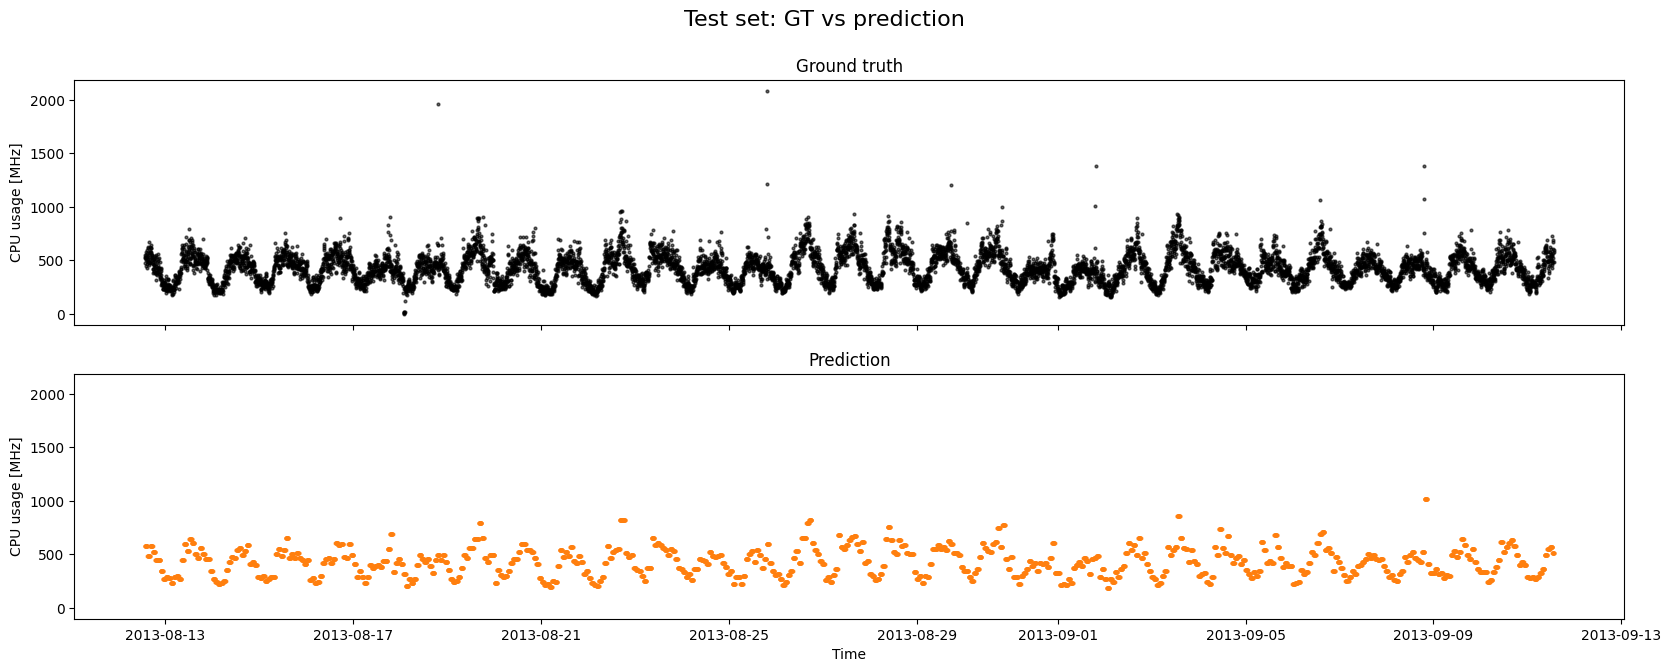 Test set: GT vs prediction
Ground truth
CPU usage [MHz]
2000
1500
1000
500
0
Prediction
CPU usage [MHz]
2000
1500
1000
500
0
2013-08-13 2013-08-17 2013-08-21 2013-08-25 2013-08-29 2013-09-01 2013-09-05 2013-09-09 2013-09-13
Time